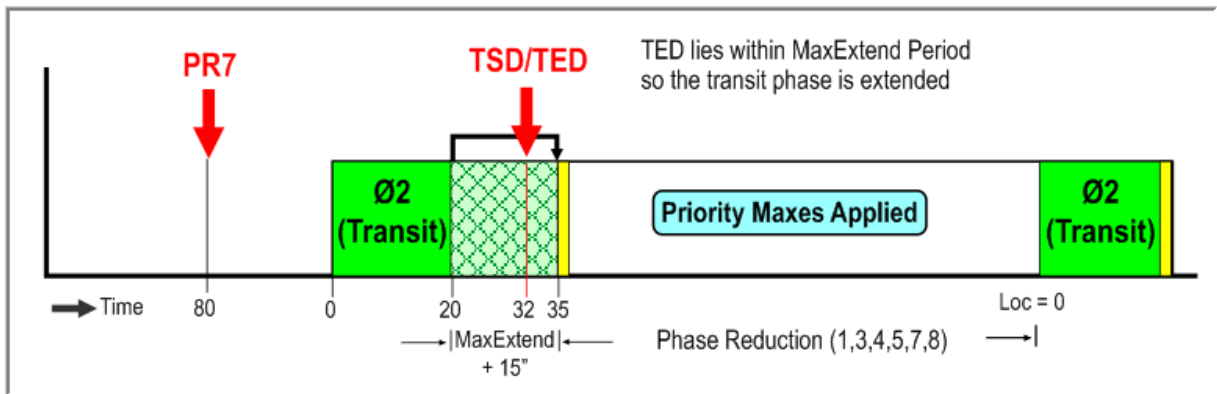 TED lies within MaxExtend Period
so the transit phase is extended
PR7
TSD/TED
Ø2
(Transit)
Priority Maxes Applied
Ø2
(Transit)
Time
80
0
20
32
35
Loc = 0
MaxExtend
+ 15”
Phase Reduction (1,3,4,5,7,8)